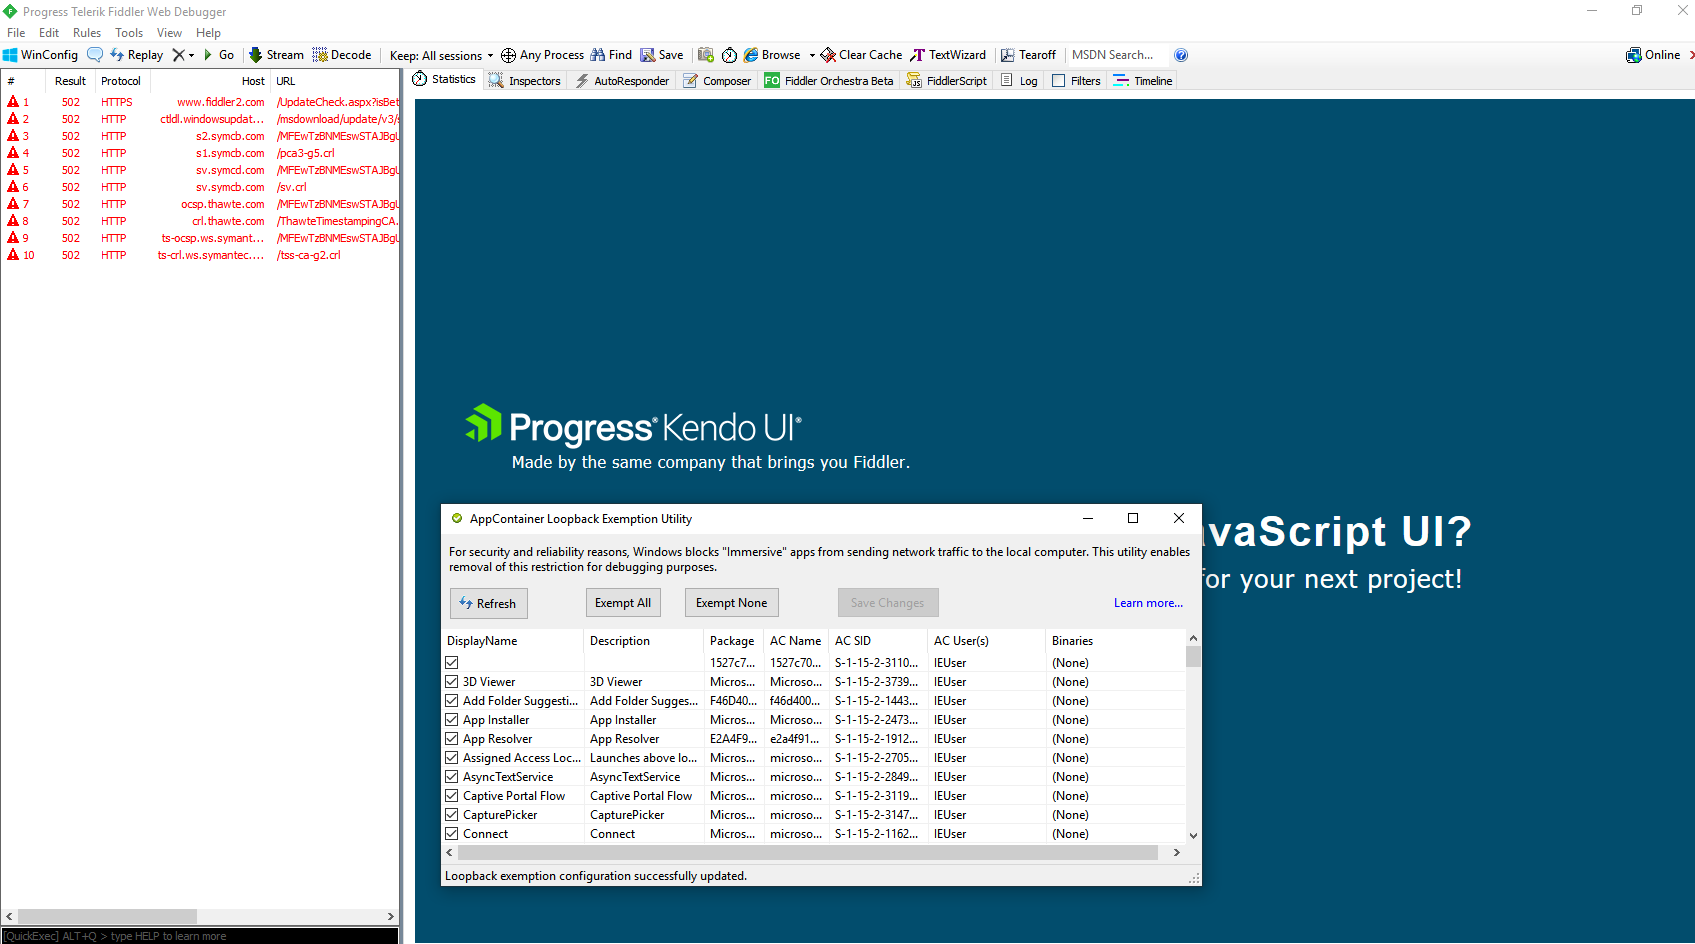 Progress Telerik Fiddler Web Debugger
File Edit Rules Tools View Help
WinConfig Replay Go Stream Decode Keep: All sessions Any Process Find Save Browse Clear Cache TextWizard Tearoff MSDN Search... Online
# Result Protocol Host URL
1 502 HTTPS www.fiddler2.com /UpdateCheck.aspx?isBet
2 502 HTTP ctldl.windowsupdat... /msdownload/update/v3/s
3 502 HTTP s2.symcb.com /MFEwTzBNMEswSTAJBgU
4 502 HTTP s1.symcb.com /pca3-g5.crl
5 502 HTTP sv.symcd.com /MFEwTzBNMEswSTAJBgU
6 502 HTTP sv.symcb.com /sv.crl
7 502 HTTP ocsp.thawte.com /MFEwTzBNMEswSTAJBgU
8 502 HTTP crl.thawte.com /ThawteTimestampingCA.
9 502 HTTP ts-ocsp.ws.symant... /MFEwTzBNMEswSTAJBgU
10 502 HTTP ts-crl.ws.symantec.... /tss-ca-g2.crl
[QuickExec] ALT+Q > type HELP to learn more
Statistics Inspectors AutoResponder Composer FO Fiddler Orchestra Beta FiddlerScript Log Filters Timeline
Progress® Kendo UI®
Made by the same company that brings you Fiddler.
avaScript UI?
for your next project!
AppContainer Loopback Exemption Utility
For security and reliability reasons, Windows blocks "Immersive" apps from sending network traffic to the local computer. This utility enables
removal of this restriction for debugging purposes.
Refresh Exempt All Exempt None Save Changes Learn more...
DisplayName Description Package AC Name AC SID AC User(s) Binaries
1527c7... 1527c70... S-1-15-2-3110... IEUser (None)
3D Viewer 3D Viewer Micros... microso... S-1-15-2-3739... IEUser (None)
Add Folder Suggesti... Add Folder Sugges... F46D40... f46d400... S-1-15-2-1443... IEUser (None)
App Installer App Installer Micros... microso... S-1-15-2-2473... IEUser (None)
App Resolver App Resolver E2A4F9... e2a4f91... S-1-15-2-1912... IEUser (None)
Assigned Access Loc... Launches above lo... Micros... microso... S-1-15-2-2705... IEUser (None)
AsyncTextService AsyncTextService Micros... microso... S-1-15-2-2849... IEUser (None)
Captive Portal Flow Captive Portal Flow Micros... microso... S-1-15-2-3119... IEUser (None)
CapturePicker CapturePicker Micros... microso... S-1-15-2-3147... IEUser (None)
Connect Connect Micros... microso... S-1-15-2-1162... IEUser (None)
Loopback exemption configuration successfully updated.